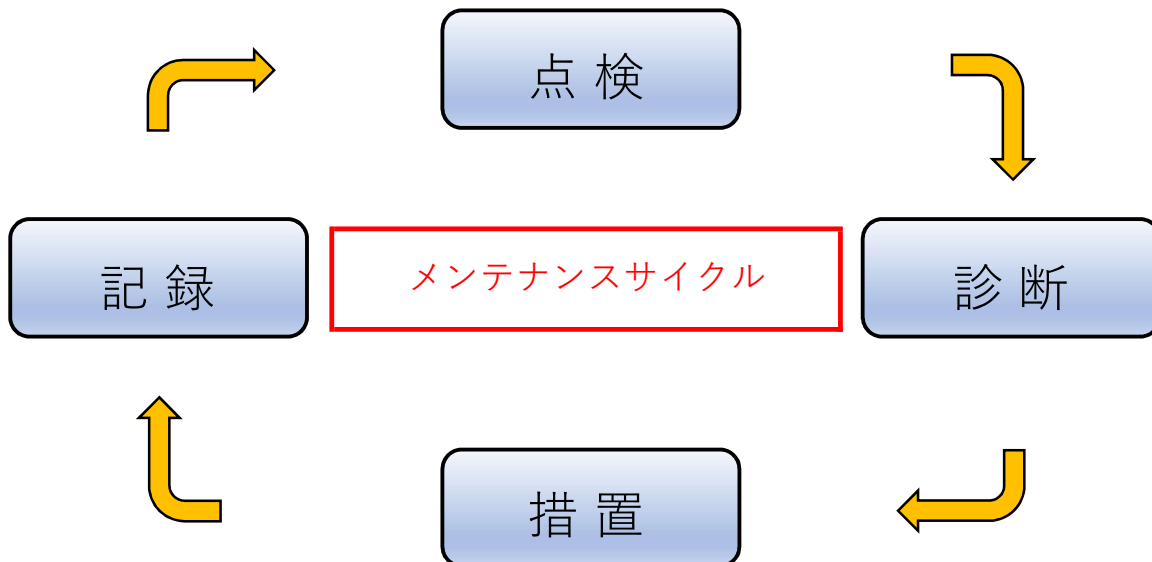 点検
記録
メンテナンスサイクル
診断
措置